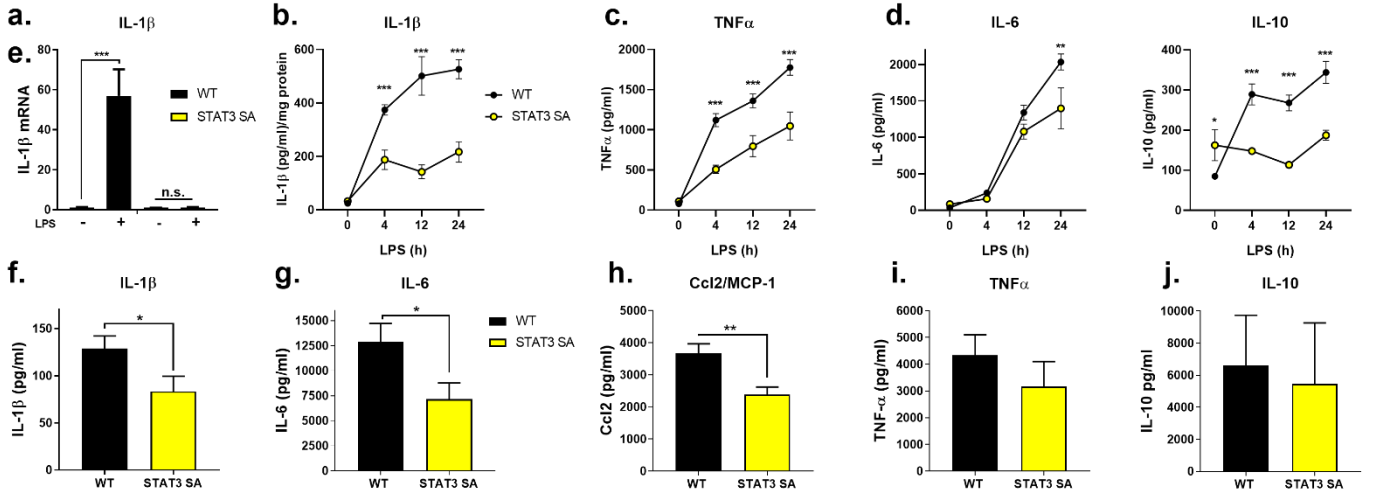 a. IL-1β
e.
IL-1β mRNA
80
60
40
20
0
***
n.s.
LPS - + - +
WT
STAT3 SA
b. IL-1β
IL-1β (pg/ml)/mg protein
600
400
200
0
*** *** ***
0 4 12 24
LPS (h)
WT
STAT3 SA
c. TNFα
TNFα (pg/ml)
2000
1500
1000
500
0
*** *** ***
0 4 12 24
LPS (h)
d. IL-6
IL-6 (pg/ml)
2000
1500
1000
500
0
**
0 4 12 24
LPS (h)
IL-10
IL-10 (pg/ml)
400
300
200
100
0
* *** *** ***
0 4 12 24
LPS (h)
f. IL-1β
IL-1β (pg/ml)
150
100
50
0
*
WT STAT3 SA
g. IL-6
IL-6 (pg/ml)
15000
12500
10000
7500
5000
2500
0
*
WT STAT3 SA
WT
STAT3 SA
h. Ccl2/MCP-1
Ccl2 (pg/ml)
5000
4000
3000
2000
1000
0
**
WT STAT3 SA
i. TNFα
TNF-α (pg/ml)
6000
5000
4000
3000
2000
1000
0
WT STAT3 SA
j. IL-10
IL-10 pg/ml
10000
8000
6000
4000
2000
0
WT STAT3 SA